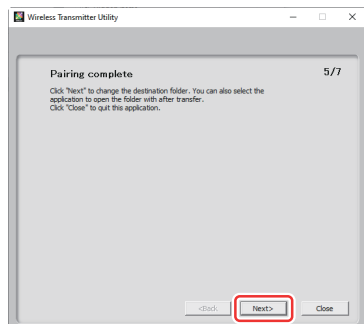 Wireless Transmitter Utility
Pairing complete 5/7
Click "Next" to change the destination folder. You can also select the
application to open the folder with after transfer.
Click "Close" to quit this application.
<Back Next> Close